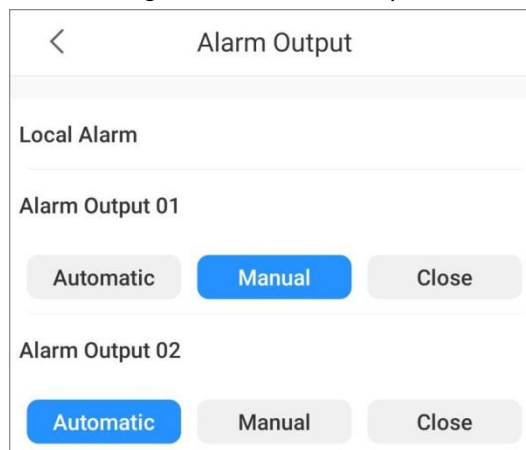 Alarm Output
Local Alarm
Alarm Output 01
Automatic Manual Close
Alarm Output 02
Automatic Manual Close